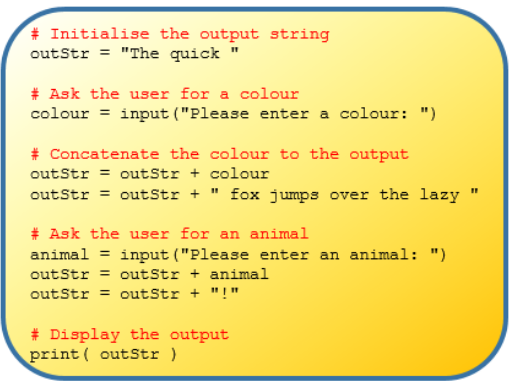 # Initialise the output string
outStr = "The quick "
# Ask the user for a colour
colour = input("Please enter a colour: ")
# Concatenate the colour to the output
outStr = outStr + colour
outStr = outStr + " fox jumps over the lazy "
# Ask the user for an animal
animal = input("Please enter an animal: ")
outStr = outStr + animal
outStr = outStr + "!"
# Display the output
print( outStr )